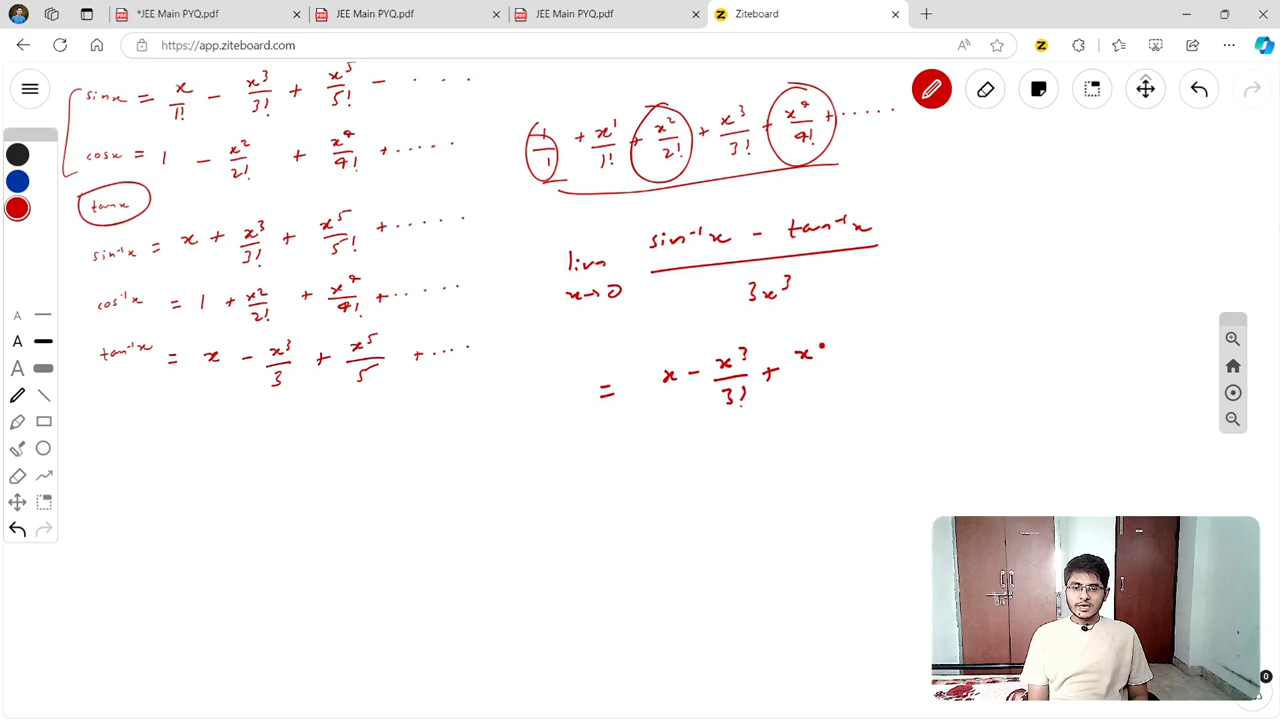 *JEE Main PYQ.pdf
JEE Main PYQ.pdf
JEE Main PYQ.pdf
Ziteboard
https://app.ziteboard.com
sinx = x/1! - x³/3! + x⁵/5! - ....
cosx = 1 - x²/2! + x⁴/4! + .....
tanx
sin⁻¹x = x + x³/3! + x⁵/5! + .....
cos⁻¹x = 1 + x²/2! + x⁴/4! + .....
tan⁻¹x = x - x³/3 + x⁵/5 + ....
1/1 + x¹/1! + x²/2! + x³/3! + x⁴/4! + .....
lim x→0 (sin⁻¹x - tan⁻¹x)/3x³
= x - x³/3! + x
A
A
A
0